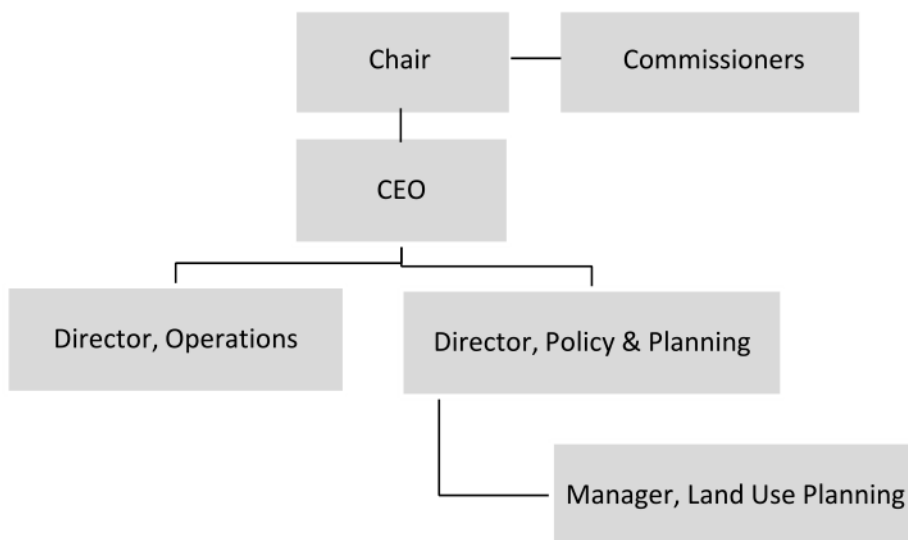 Chair
Commissioners
CEO
Director, Operations
Director, Policy & Planning
Manager, Land Use Planning